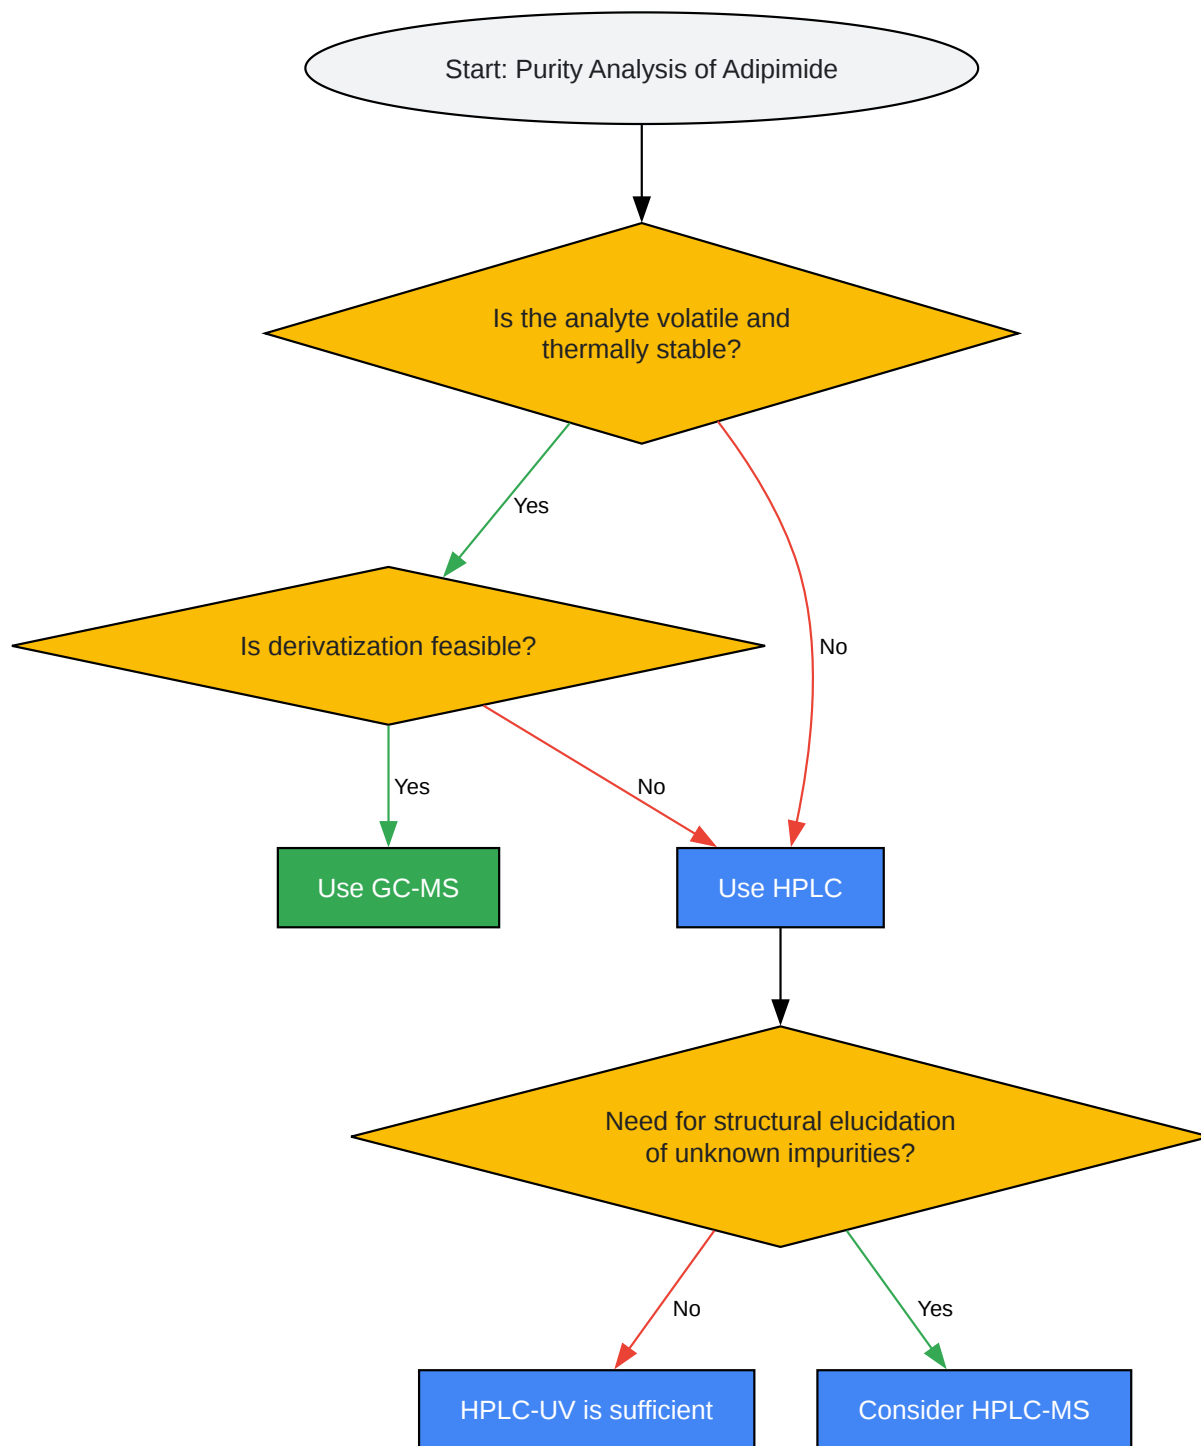 Start: Purity Analysis of Adipimide
Is the analyte volatile and
thermally stable?
Yes
Is derivatization feasible?
No
Yes
No
Use GC-MS
Use HPLC
Need for structural elucidation
of unknown impurities?
No
Yes
HPLC-UV is sufficient
Consider HPLC-MS